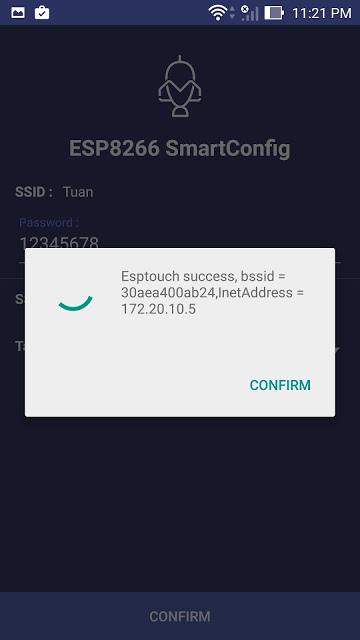 11:21 PM
ESP8266 SmartConfig
SSID : Tuan
Password :
12345678
Esptouch success, bssid =
30aea400ab24,InetAddress =
172.20.10.5
CONFIRM
CONFIRM